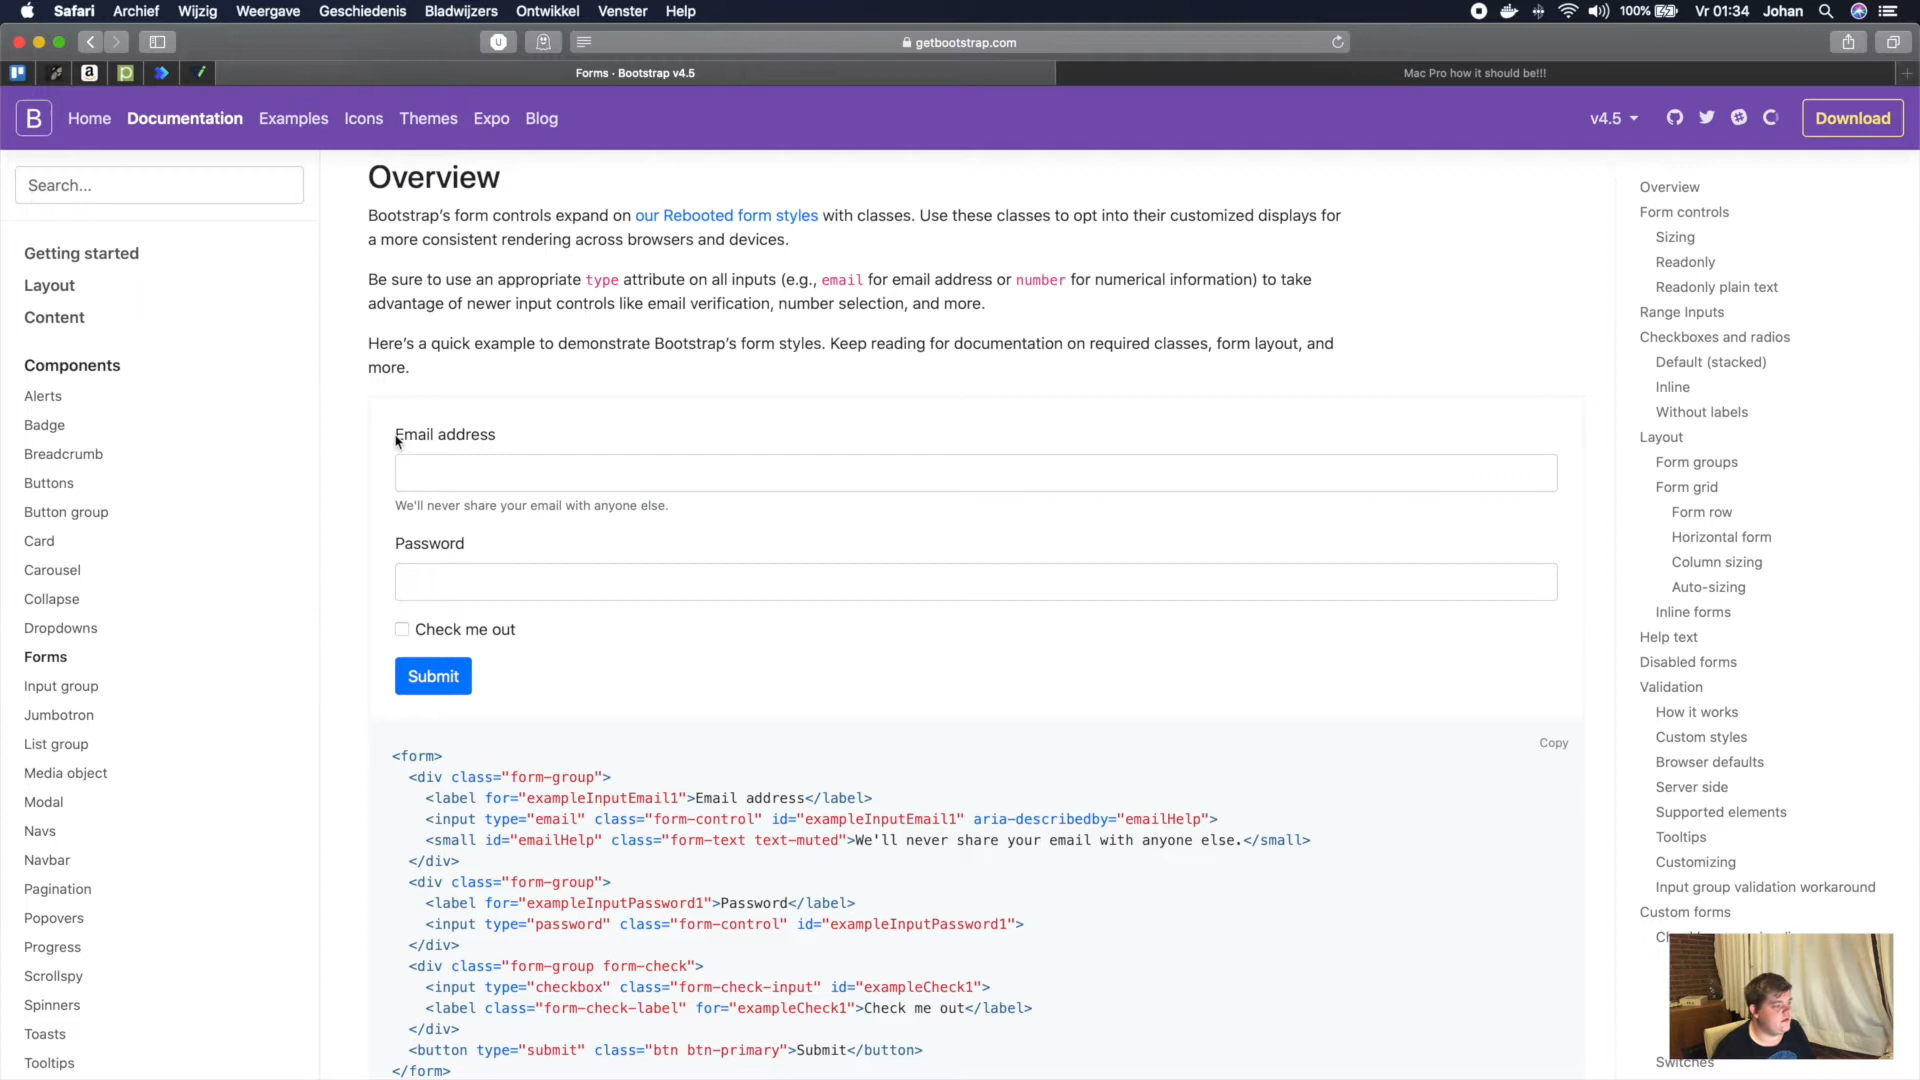 Safari Archief Wijzig Weergave Geschiedenis Bladwijzers Ontwikkel Venster Help 100% Vr 01:34 Johan
U getbootstrap.com
a p Forms · Bootstrap v4.5 Mac Pro how it should be!!!
B Home Documentation Examples Icons Themes Expo Blog v4.5 Download
Search...
Getting started
Layout
Content
Components
Alerts
Badge
Breadcrumb
Buttons
Button group
Card
Carousel
Collapse
Dropdowns
Forms
Input group
Jumbotron
List group
Media object
Modal
Navs
Navbar
Pagination
Popovers
Progress
Scrollspy
Spinners
Toasts
Tooltips
Overview
Bootstrap’s form controls expand on our Rebooted form styles with classes. Use these classes to opt into their customized displays for
a more consistent rendering across browsers and devices.
Be sure to use an appropriate type attribute on all inputs (e.g., email for email address or number for numerical information) to take
advantage of newer input controls like email verification, number selection, and more.
Here’s a quick example to demonstrate Bootstrap’s form styles. Keep reading for documentation on required classes, form layout, and
more.
Email address
We'll never share your email with anyone else.
Password
Check me out
Submit
Copy
<form>
<div class="form-group">
<label for="exampleInputEmail1">Email address</label>
<input type="email" class="form-control" id="exampleInputEmail1" aria-describedby="emailHelp">
<small id="emailHelp" class="form-text text-muted">We'll never share your email with anyone else.</small>
</div>
<div class="form-group">
<label for="exampleInputPassword1">Password</label>
<input type="password" class="form-control" id="exampleInputPassword1">
</div>
<div class="form-group form-check">
<input type="checkbox" class="form-check-input" id="exampleCheck1">
<label class="form-check-label" for="exampleCheck1">Check me out</label>
</div>
<button type="submit" class="btn btn-primary">Submit</button>
</form>
Overview
Form controls
Sizing
Readonly
Readonly plain text
Range Inputs
Checkboxes and radios
Default (stacked)
Inline
Without labels
Layout
Form groups
Form grid
Form row
Horizontal form
Column sizing
Auto-sizing
Inline forms
Help text
Disabled forms
Validation
How it works
Custom styles
Browser defaults
Server side
Supported elements
Tooltips
Customizing
Input group validation workaround
Custom forms
Switches